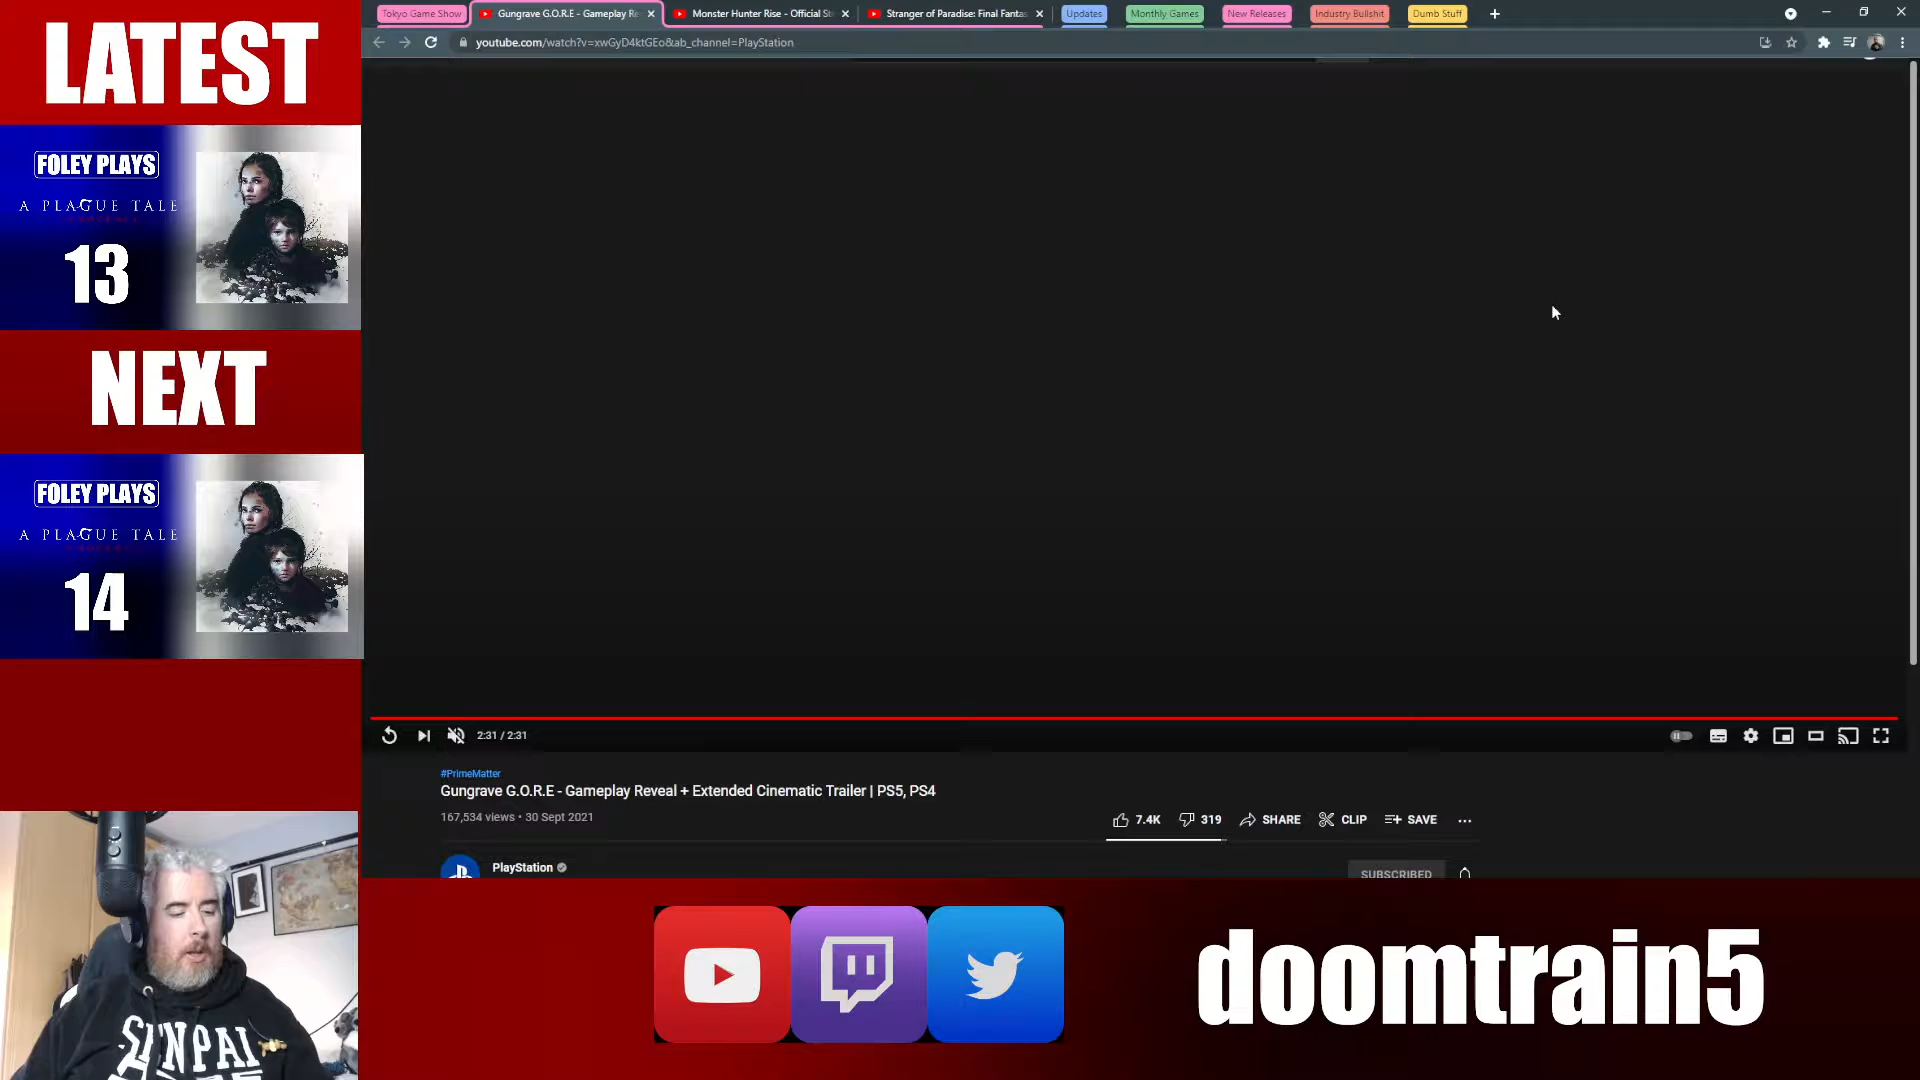 LATEST
FOLEY PLAYS
A PLAGUE TALE
13
NEXT
FOLEY PLAYS
A PLAGUE TALE
14
Tokyo Game Show
Gungrave G.O.R.E - Gameplay Re
Monster Hunter Rise - Official St
Stranger of Paradise: Final Fantas
Updates
Monthly Games
New Releases
Industry Bullshit
Dumb Stuff
youtube.com/watch?v=xwGyD4ktGEo&ab_channel=PlayStation
2:31 / 2:31
#PrimeMatter
Gungrave G.O.R.E - Gameplay Reveal + Extended Cinematic Trailer | PS5, PS4
167,534 views • 30 Sept 2021
7.4K 319 SHARE CLIP SAVE
PlayStation
SUBSCRIBED
SENPAI
doomtrain5